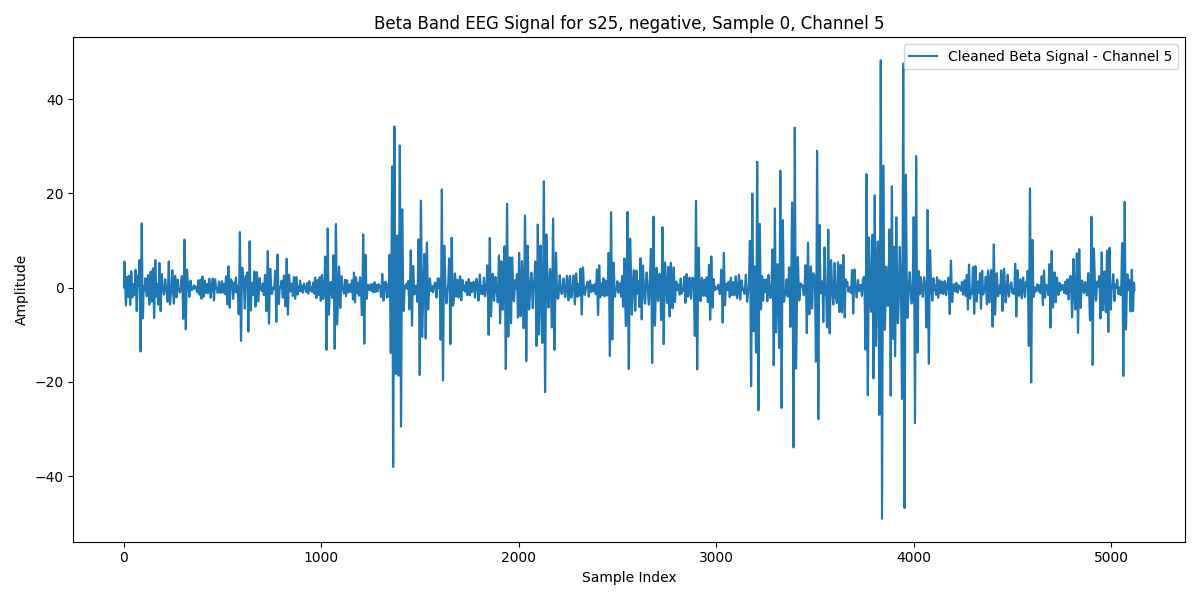 Beta Band EEG Signal for s25, negative, Sample 0, Channel 5
Cleaned Beta Signal - Channel 5
Amplitude
40
20
0
−20
−40
0 1000 2000 3000 4000 5000
Sample Index